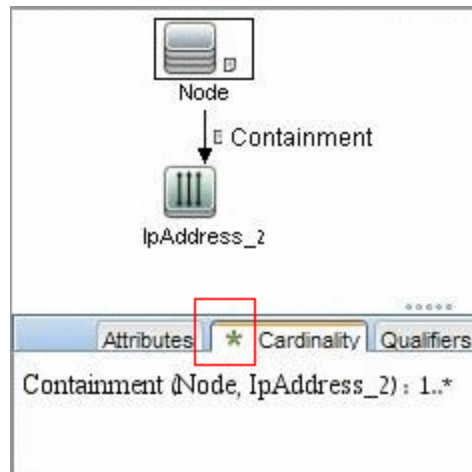 Node
Containment
IpAddress_2
Attributes * Cardinality Qualifiers
Containment (Node, IpAddress_2) : 1..*